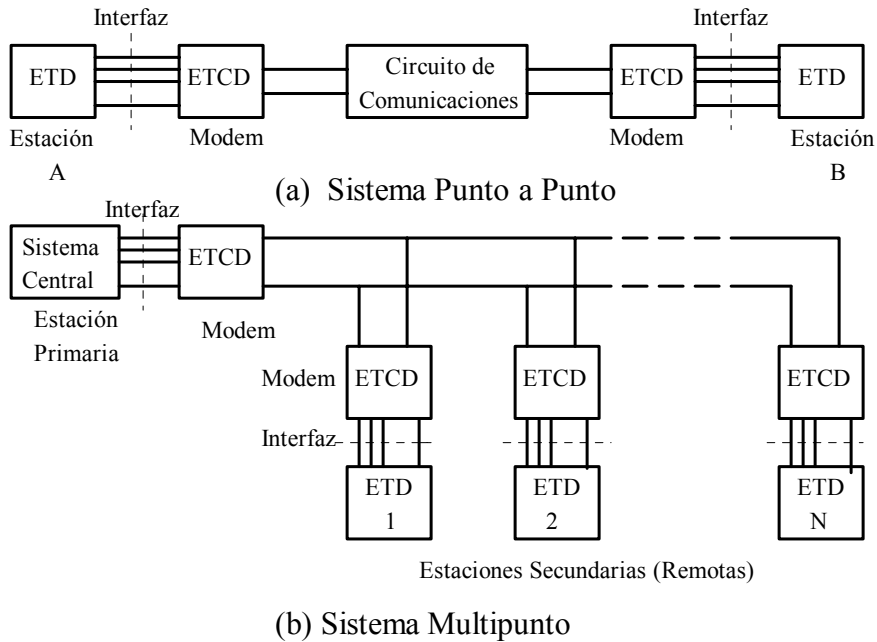 Interfaz
Interfaz
ETD
ETCD
Circuito de
Comunicaciones
ETCD
ETD
Estación
A
Modem
Modem
Estación
B
(a) Sistema Punto a Punto
Interfaz
Sistema
Central
ETCD
Estación
Primaria
Modem
Modem
ETCD
ETCD
ETCD
Interfaz
ETD
1
ETD
2
ETD
N
Estaciones Secundarias (Remotas)
(b) Sistema Multipunto